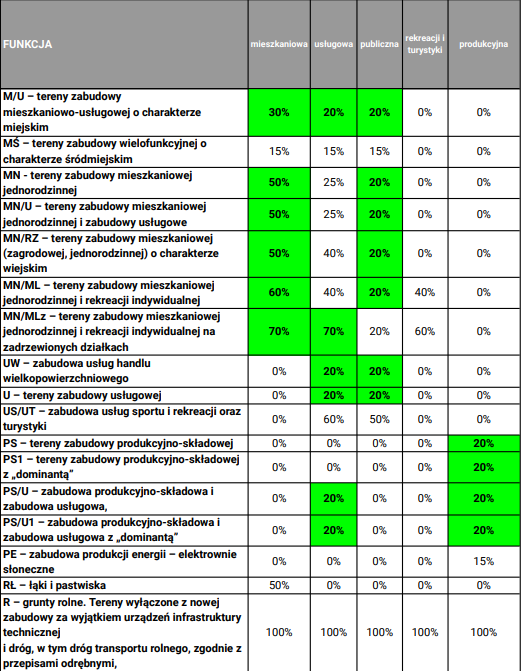 FUNKCJA mieszkaniowa usługowa publiczna rekreacji i turystyki produkcyjna
M/U – tereny zabudowy
mieszkaniowo-usługowej o charakterze
miejskim
30% 20% 20% 0% 0%
MŚ – tereny zabudowy wielofunkcyjnej o
charakterze śródmiejskim
15% 15% 15% 0% 0%
MN - tereny zabudowy mieszkaniowej
jednorodzinnej
50% 25% 20% 0% 0%
MN/U – tereny zabudowy mieszkaniowej
jednorodzinnej i zabudowy usługowe
50% 25% 20% 0% 0%
MN/RZ – tereny zabudowy mieszkaniowej
(zagrodowej, jednorodzinnej) o charakterze
wiejskim
50% 40% 20% 0% 0%
MN/ML – tereny zabudowy mieszkaniowej
jednorodzinnej i rekreacji indywidualnej
60% 40% 20% 40% 0%
MN/MLz – tereny zabudowy mieszkaniowej
jednorodzinnej i rekreacji indywidualnej na
zadrzewionych działkach
70% 70% 20% 60% 0%
UW – zabudowa usług handlu
wielkopowierzchniowego
0% 20% 20% 0% 0%
U – tereny zabudowy usługowej
0% 20% 20% 0% 0%
US/UT – zabudowa usług sportu i rekreacji oraz
turystyki
0% 60% 50% 0% 0%
PS – tereny zabudowy produkcyjno-składowej
0% 0% 0% 0% 20%
PS1 – tereny zabudowy produkcyjno-składowej
z „dominantą”
0% 0% 0% 0% 20%
PS/U – zabudowa produkcyjno-składowa i
zabudowa usługowa,
0% 20% 0% 0% 20%
PS/U1 – zabudowa produkcyjno-składowa i
zabudowa usługowa z „dominantą”
0% 20% 0% 0% 20%
PE – zabudowa produkcji energii – elektrownie
słoneczne
0% 0% 0% 0% 15%
RŁ – łąki i pastwiska
50% 0% 0% 0% 0%
R – grunty rolne. Tereny wyłączone z nowej
zabudowy za wyjątkiem urządzeń infrastruktury
technicznej
i dróg, w tym dróg transportu rolnego, zgodnie z
przepisami odrębnymi,
100% 100% 100% 100% 100%